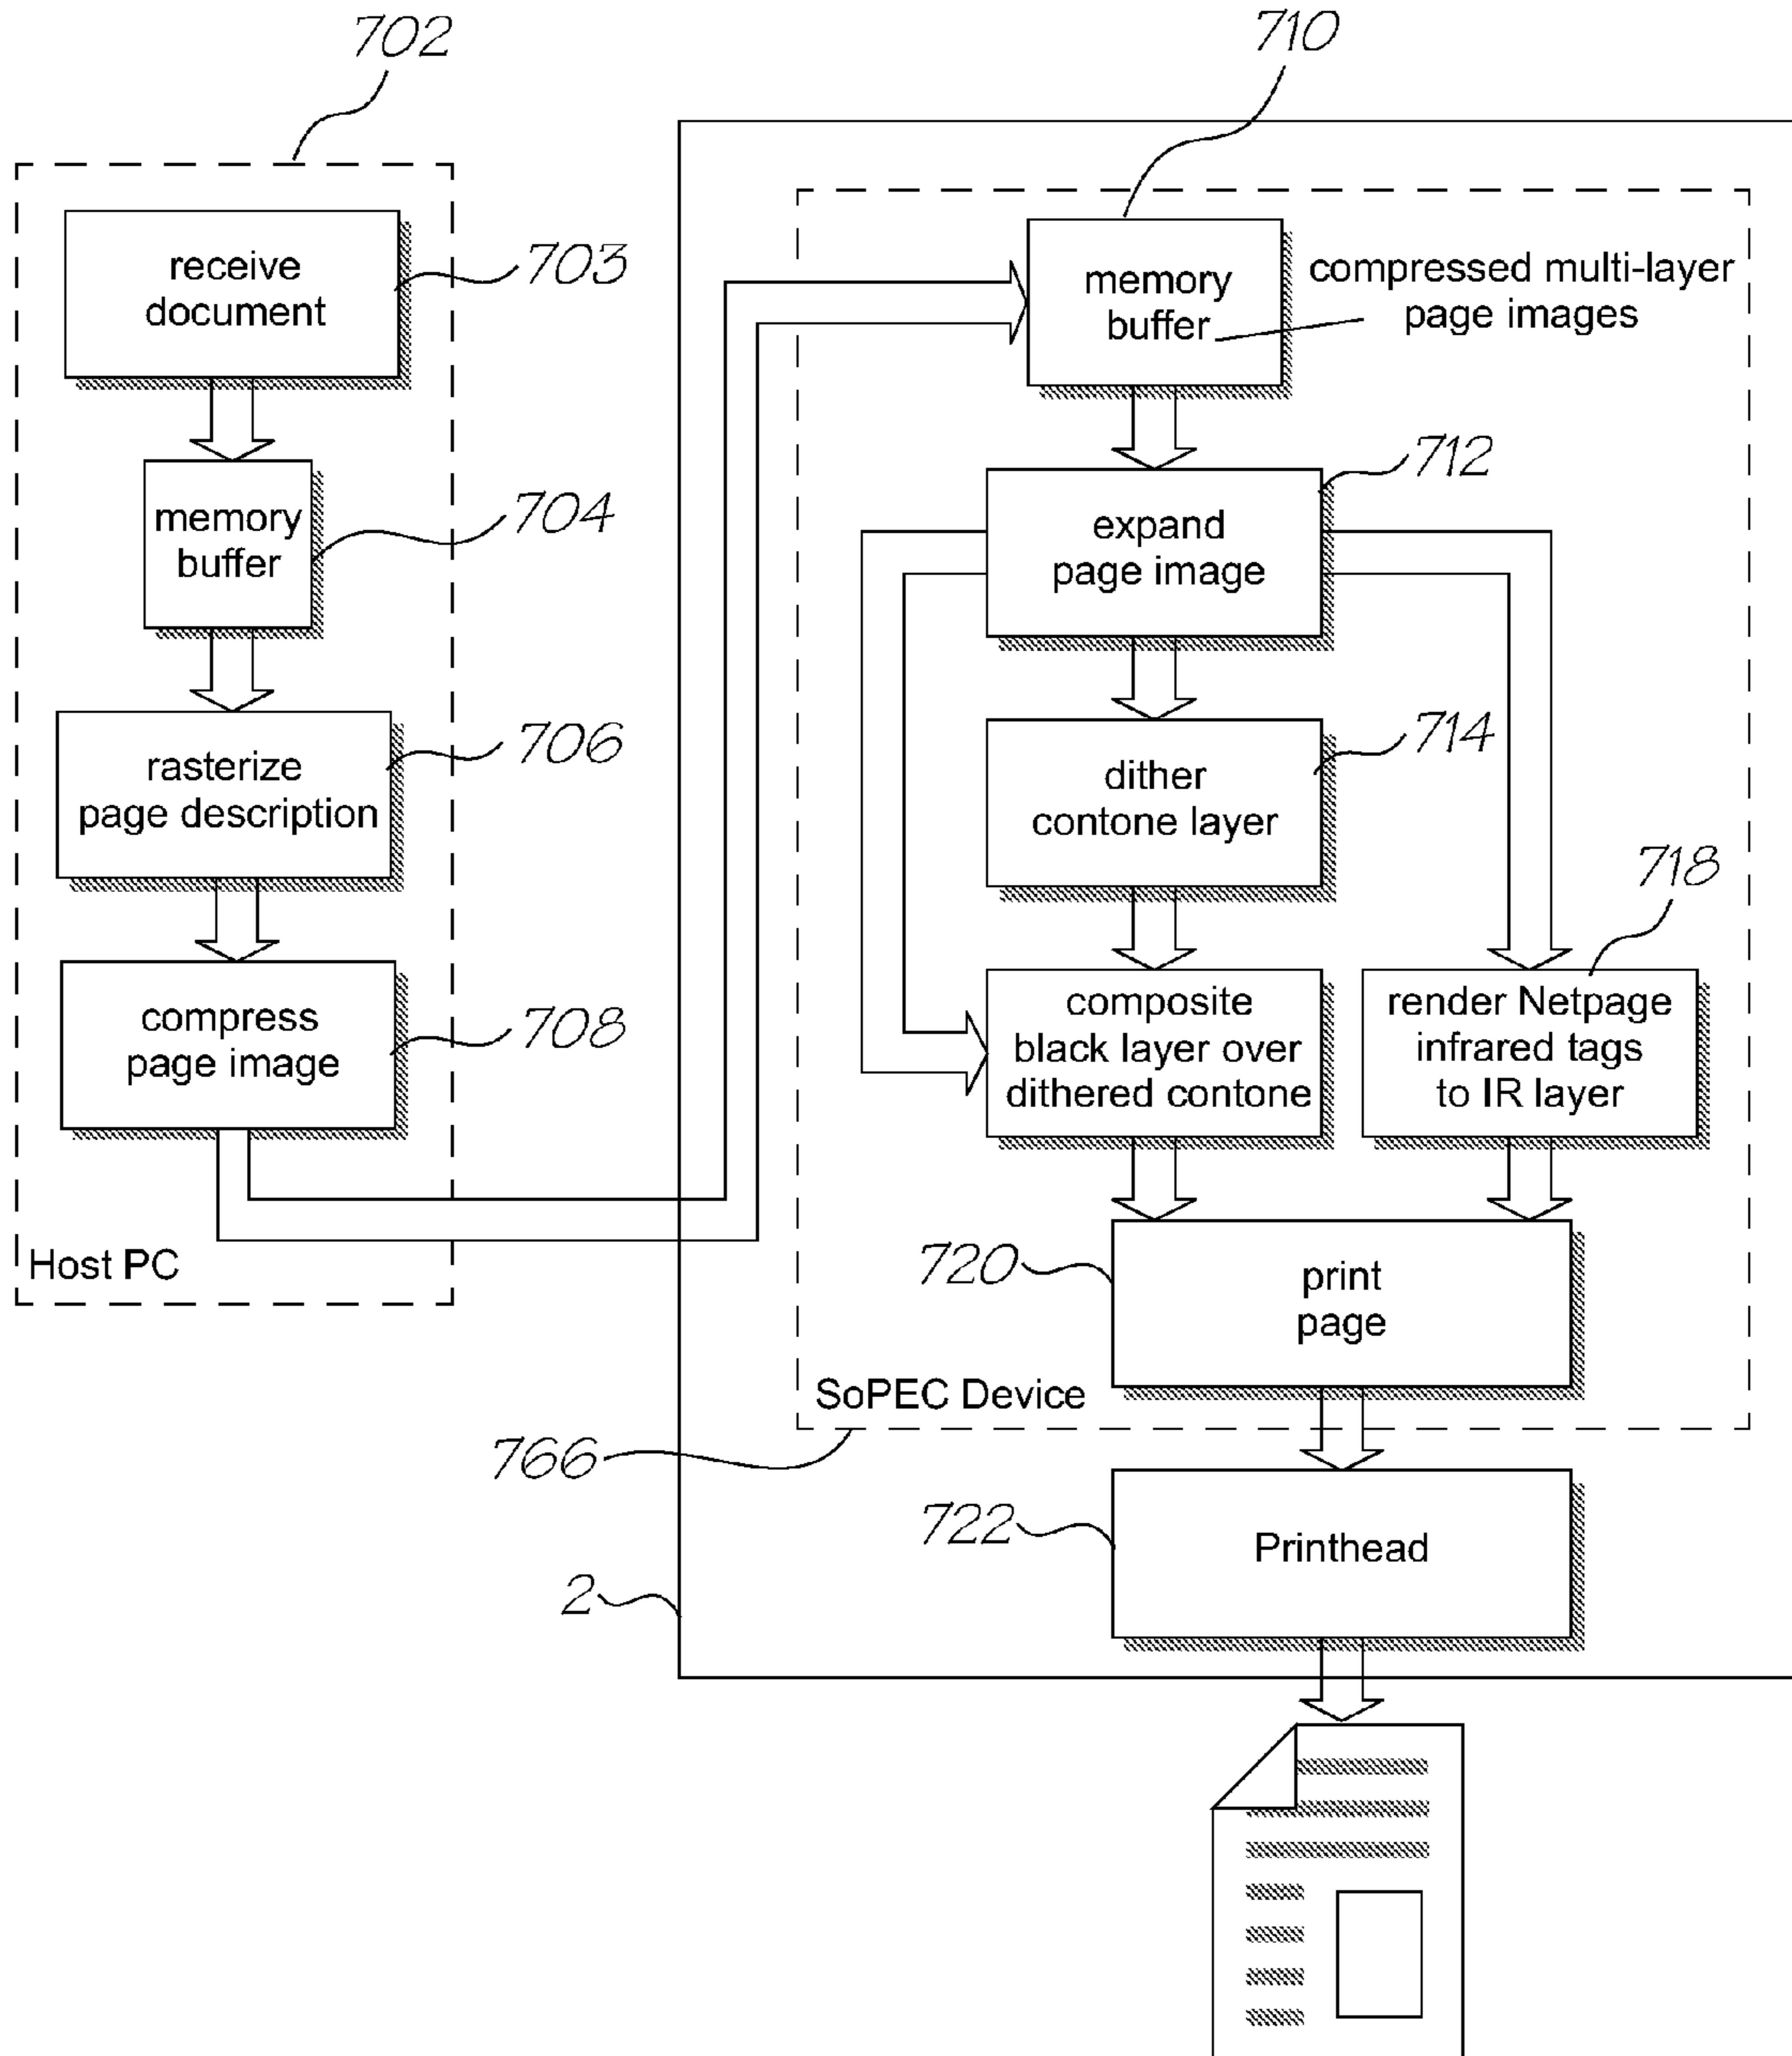 702
710
receive
document
703
memory
buffer
compressed multi-layer
page images
memory
buffer
704
expand
page image
712
rasterize
page description
706
dither
contone layer
714
718
compress
page image
708
composite
black layer over
dithered contone
render Netpage
infrared tags
to IR layer
Host PC
720
print
page
SoPEC Device
766
722
Printhead
2